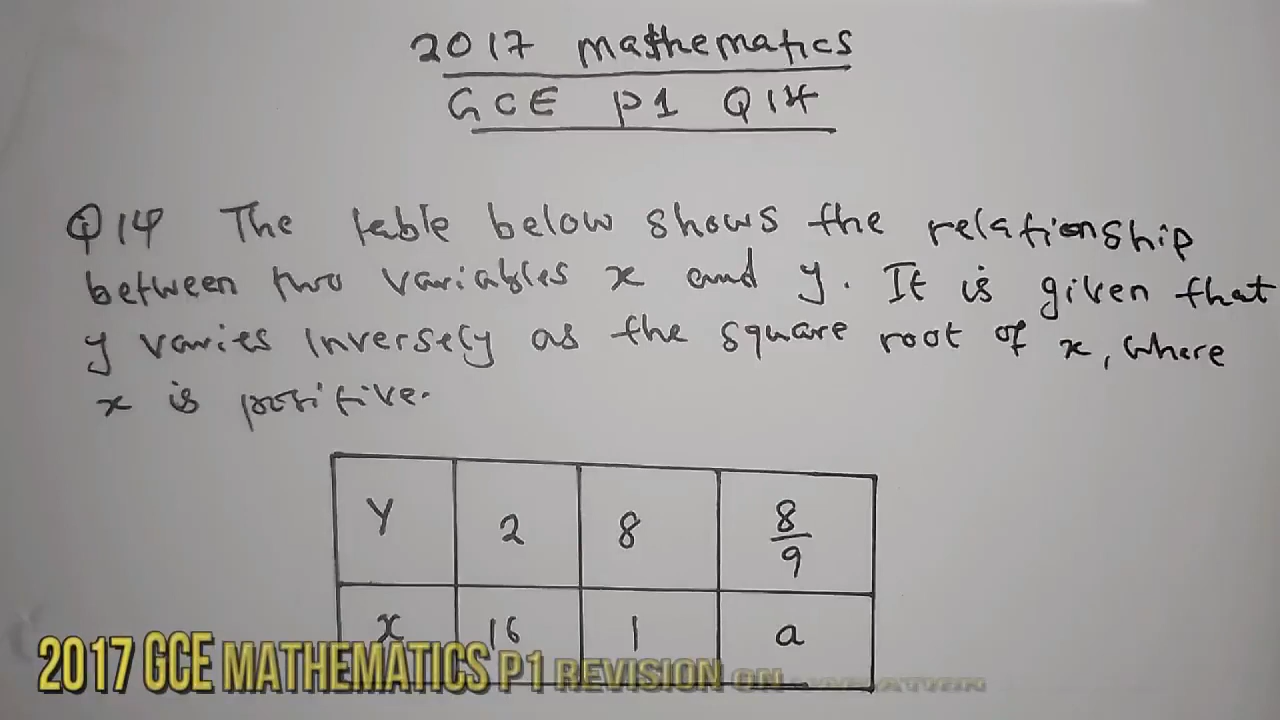 2017 mathematics
GCE P1 Q14
Q14 The table below shows the relationship
between two variables x and y. It is given that
y varies inversely as the square root of x, where
x is positive.
Y 2 8 8/9
x 16 1 a
2017 GCE MATHEMATICS P1 REVISION ON